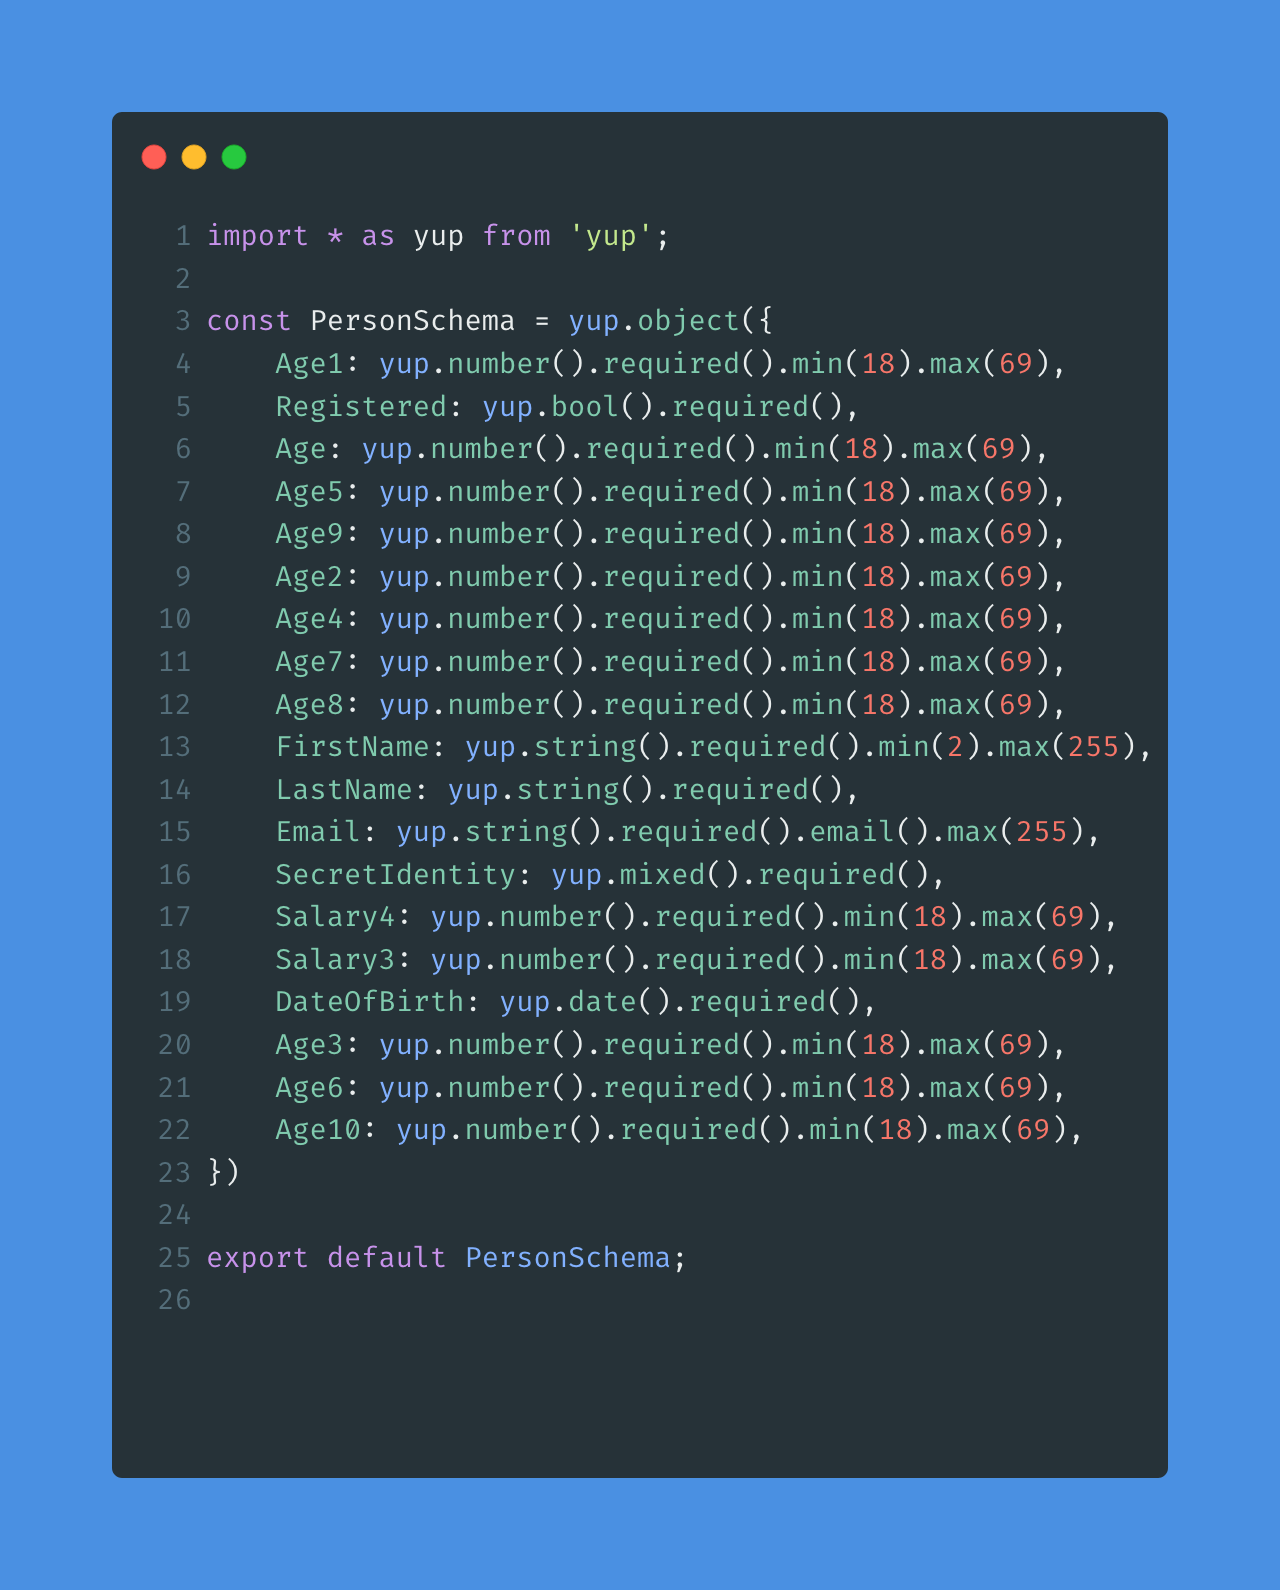 1 import * as yup from 'yup';
2
3 const PersonSchema = yup.object({
4     Age1: yup.number().required().min(18).max(69),
5     Registered: yup.bool().required(),
6     Age: yup.number().required().min(18).max(69),
7     Age5: yup.number().required().min(18).max(69),
8     Age9: yup.number().required().min(18).max(69),
9     Age2: yup.number().required().min(18).max(69),
10     Age4: yup.number().required().min(18).max(69),
11     Age7: yup.number().required().min(18).max(69),
12     Age8: yup.number().required().min(18).max(69),
13     FirstName: yup.string().required().min(2).max(255),
14     LastName: yup.string().required(),
15     Email: yup.string().required().email().max(255),
16     SecretIdentity: yup.mixed().required(),
17     Salary4: yup.number().required().min(18).max(69),
18     Salary3: yup.number().required().min(18).max(69),
19     DateOfBirth: yup.date().required(),
20     Age3: yup.number().required().min(18).max(69),
21     Age6: yup.number().required().min(18).max(69),
22     Age10: yup.number().required().min(18).max(69),
23 })
24
25 export default PersonSchema;
26